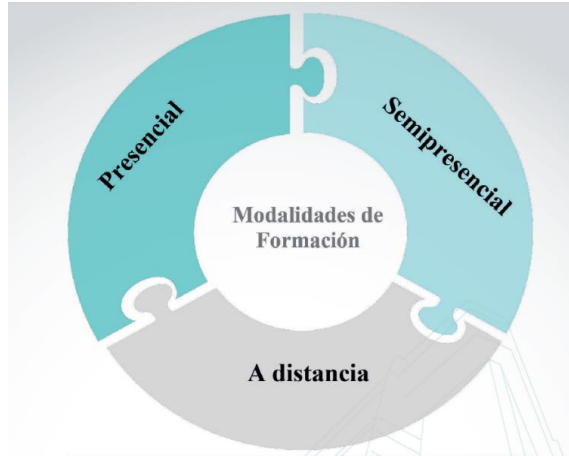 Presencial
Semipresencial
Modalidades de
Formación
A distancia